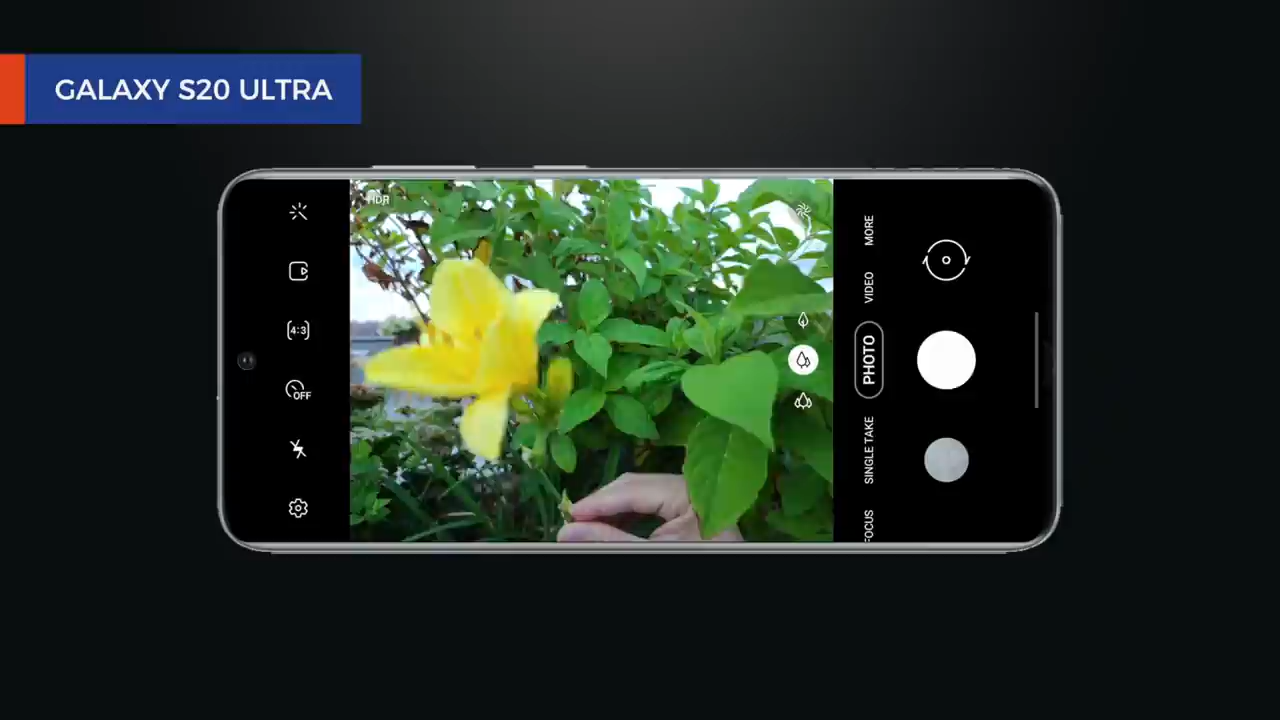 GALAXY S20 ULTRA
HDR
4:3
OFF
MORE
VIDEO
PHOTO
SINGLE TAKE
FOCUS